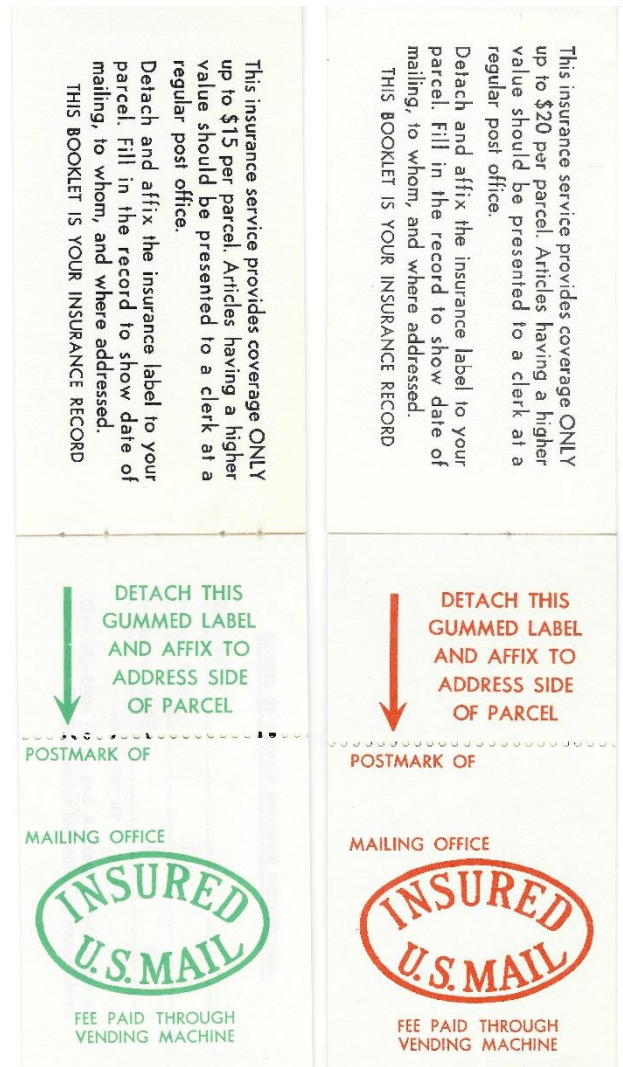 This insurance service provides coverage ONLY
up to $15 per parcel. Articles having a higher
value should be presented to a clerk at a
regular post office.
Detach and affix the insurance label to your
parcel. Fill in the record to show date of
mailing, to whom, and where addressed.
THIS BOOKLET IS YOUR INSURANCE RECORD
DETACH THIS
GUMMED LABEL
AND AFFIX TO
ADDRESS SIDE
OF PARCEL
POSTMARK OF
MAILING OFFICE
INSURED
U.S. MAIL
FEE PAID THROUGH
VENDING MACHINE
This insurance service provides coverage ONLY
up to $20 per parcel. Articles having a higher
value should be presented to a clerk at a
regular post office.
Detach and affix the insurance label to your
parcel. Fill in the record to show date of
mailing, to whom, and where addressed.
THIS BOOKLET IS YOUR INSURANCE RECORD
DETACH THIS
GUMMED LABEL
AND AFFIX TO
ADDRESS SIDE
OF PARCEL
POSTMARK OF
MAILING OFFICE
INSURED
U.S. MAIL
FEE PAID THROUGH
VENDING MACHINE